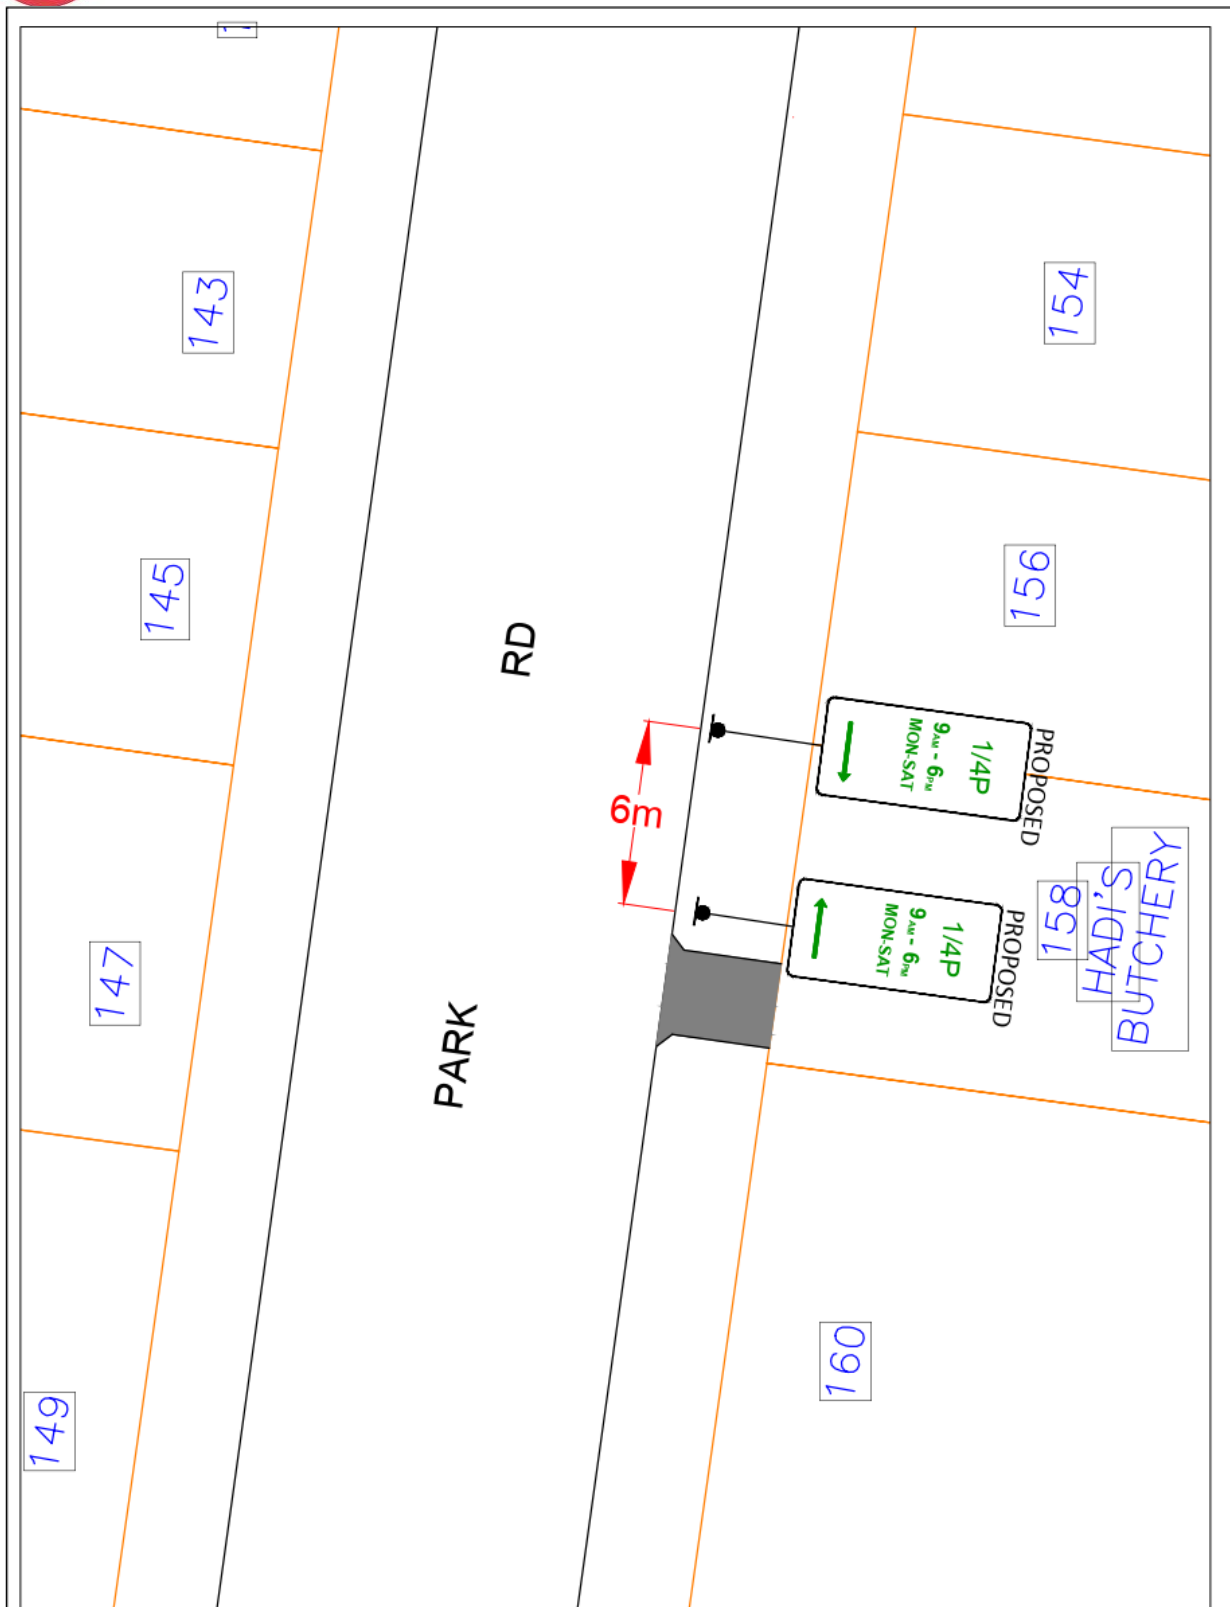 143
145
147
149
PARK RD
154
156
1/4P
9AM - 6PM
MON-SAT
PROPOSED
6m
1/4P
9AM - 6PM
MON-SAT
PROPOSED
158
HADI'S
BUTCHERY
160